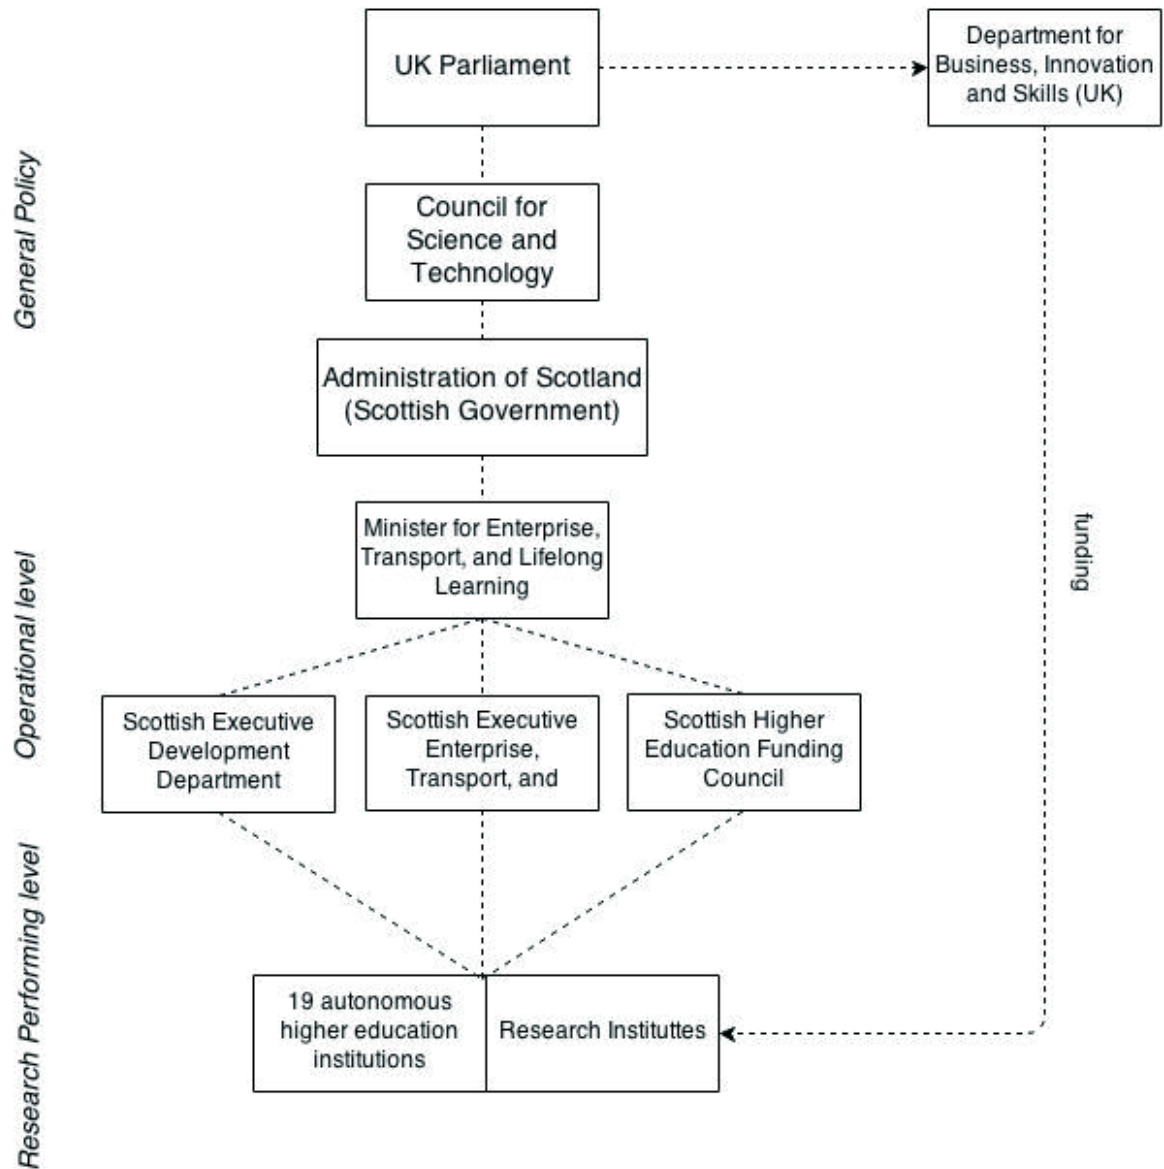 UK Parliament
Department for
Business, Innovation
and Skills (UK)
General Policy
Council for
Science and
Technology
Administration of Scotland
(Scottish Government)
Minister for Enterprise,
Transport, and Lifelong
Learning
funding
Operational level
Scottish Executive
Development
Department
Scottish Executive
Enterprise,
Transport, and
Scottish Higher
Education Funding
Council
Research Performing level
19 autonomous
higher education
institutions
Research Instituttes